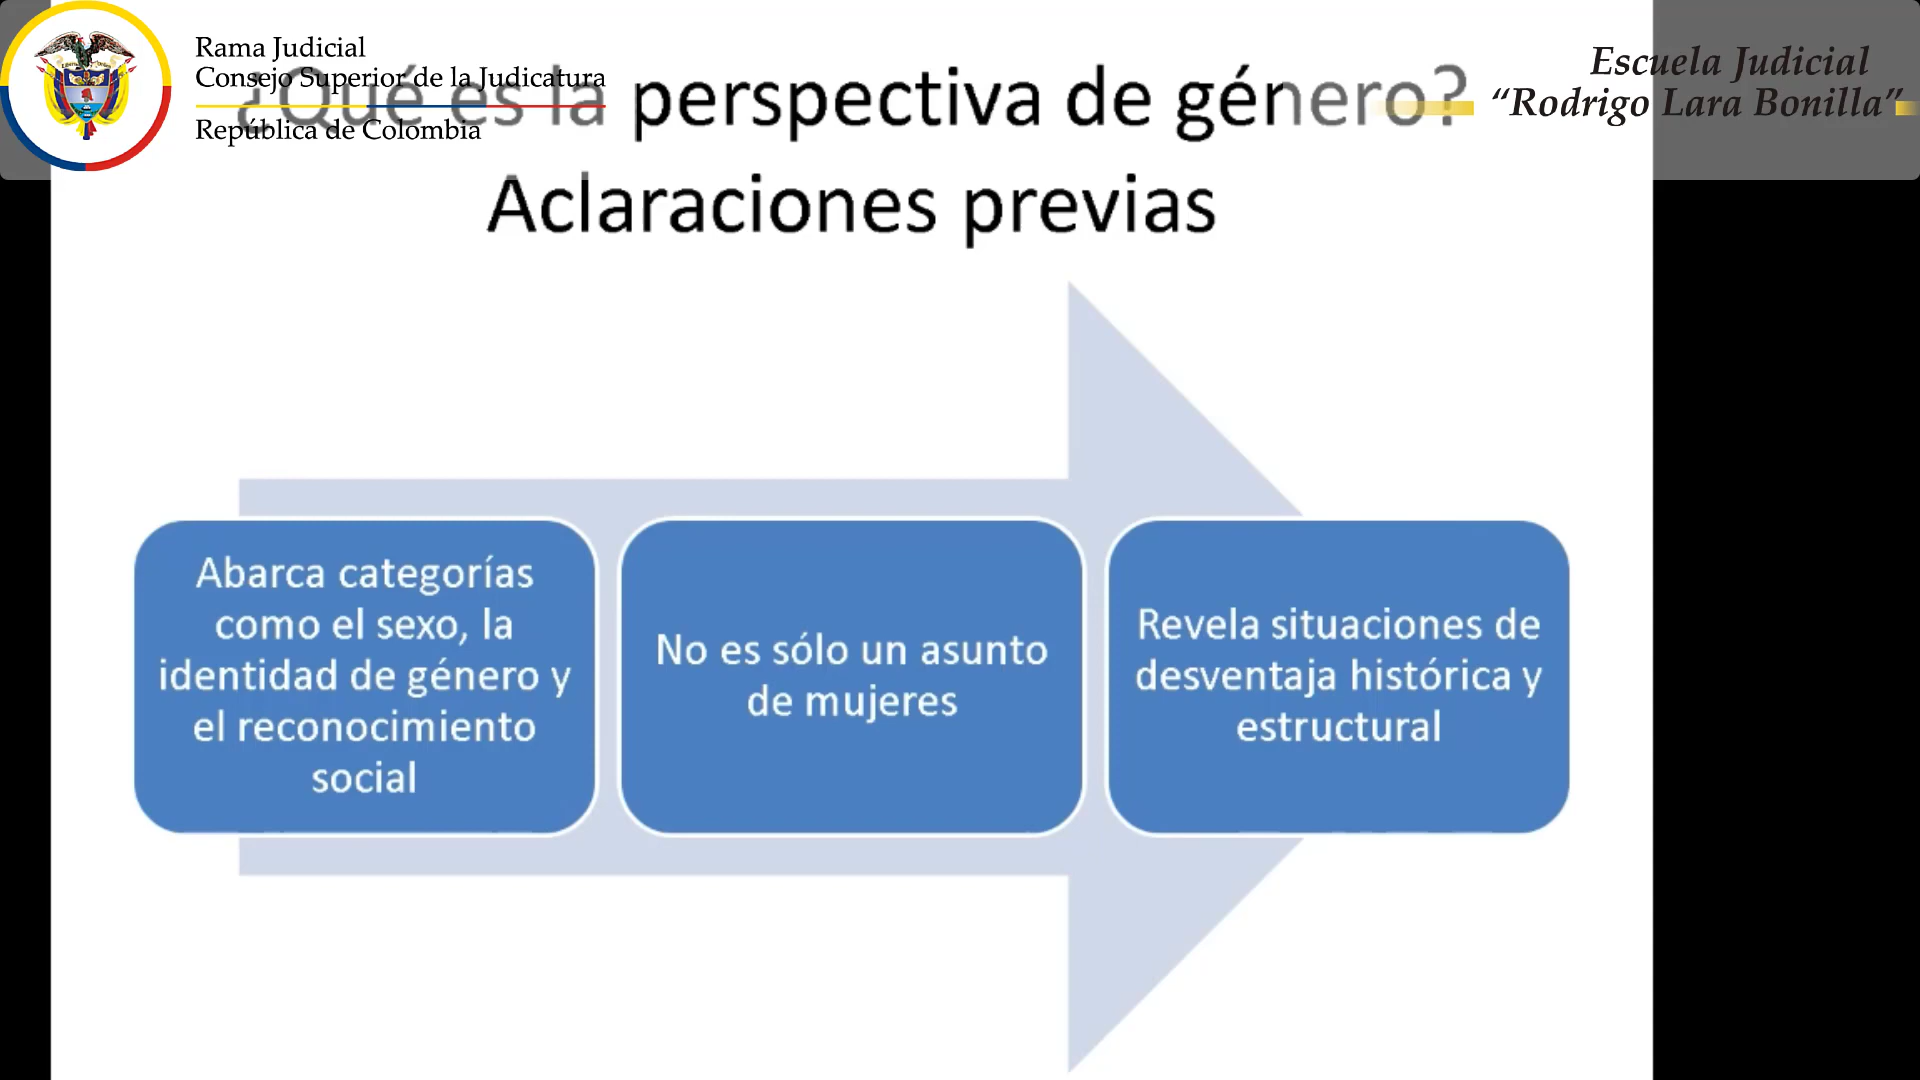 Rama Judicial
Consejo Superior de la Judicatura
República de Colombia
Escuela Judicial
“Rodrigo Lara Bonilla”
¿Qué es la perspectiva de género?
Aclaraciones previas
Abarca categorías
como el sexo, la
identidad de género y
el reconocimiento
social
No es sólo un asunto
de mujeres
Revela situaciones de
desventaja histórica y
estructural